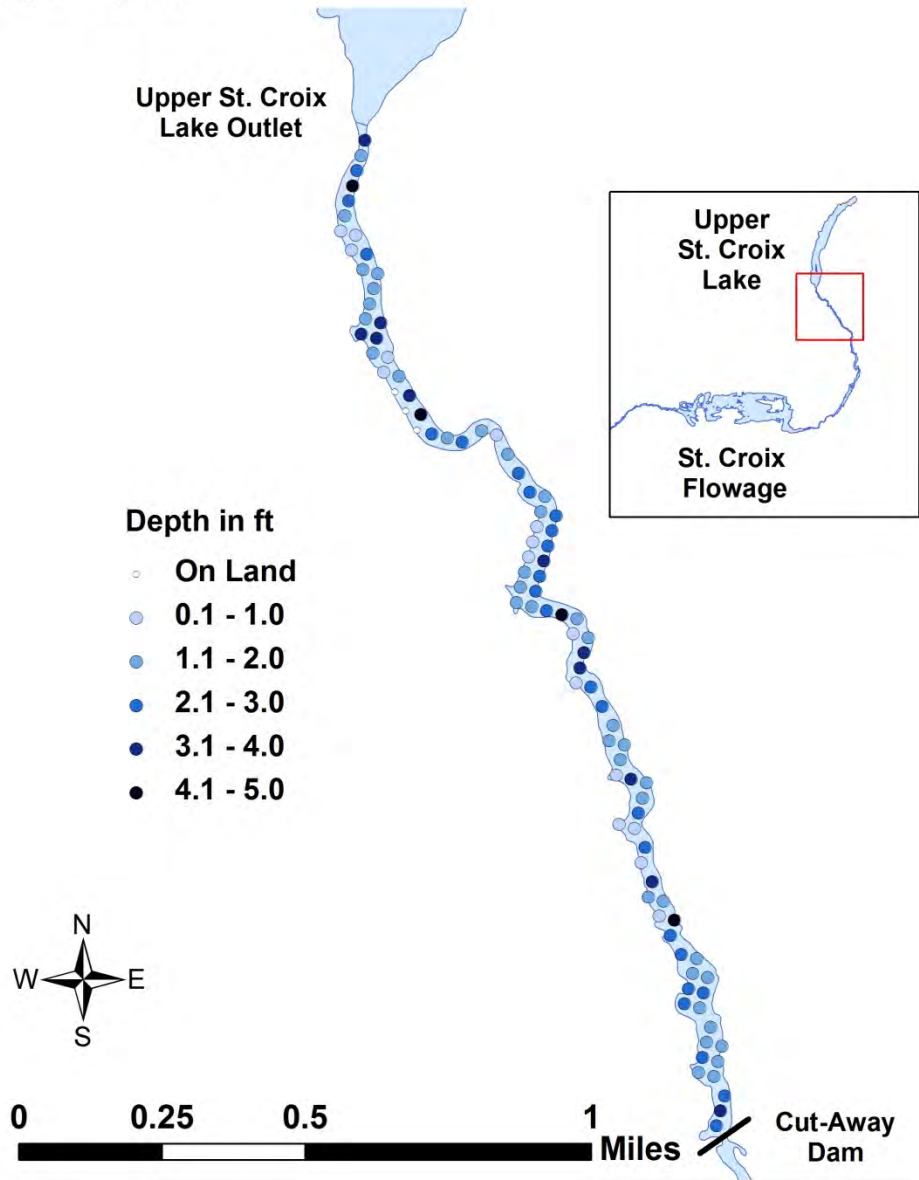 Upper St. Croix
Lake Outlet
Upper
St. Croix
Lake
St. Croix
Flowage
Depth in ft
On Land
0.1 - 1.0
1.1 - 2.0
2.1 - 3.0
3.1 - 4.0
4.1 - 5.0
N
W E
S
0 0.25 0.5 1
Miles
Cut-Away
Dam